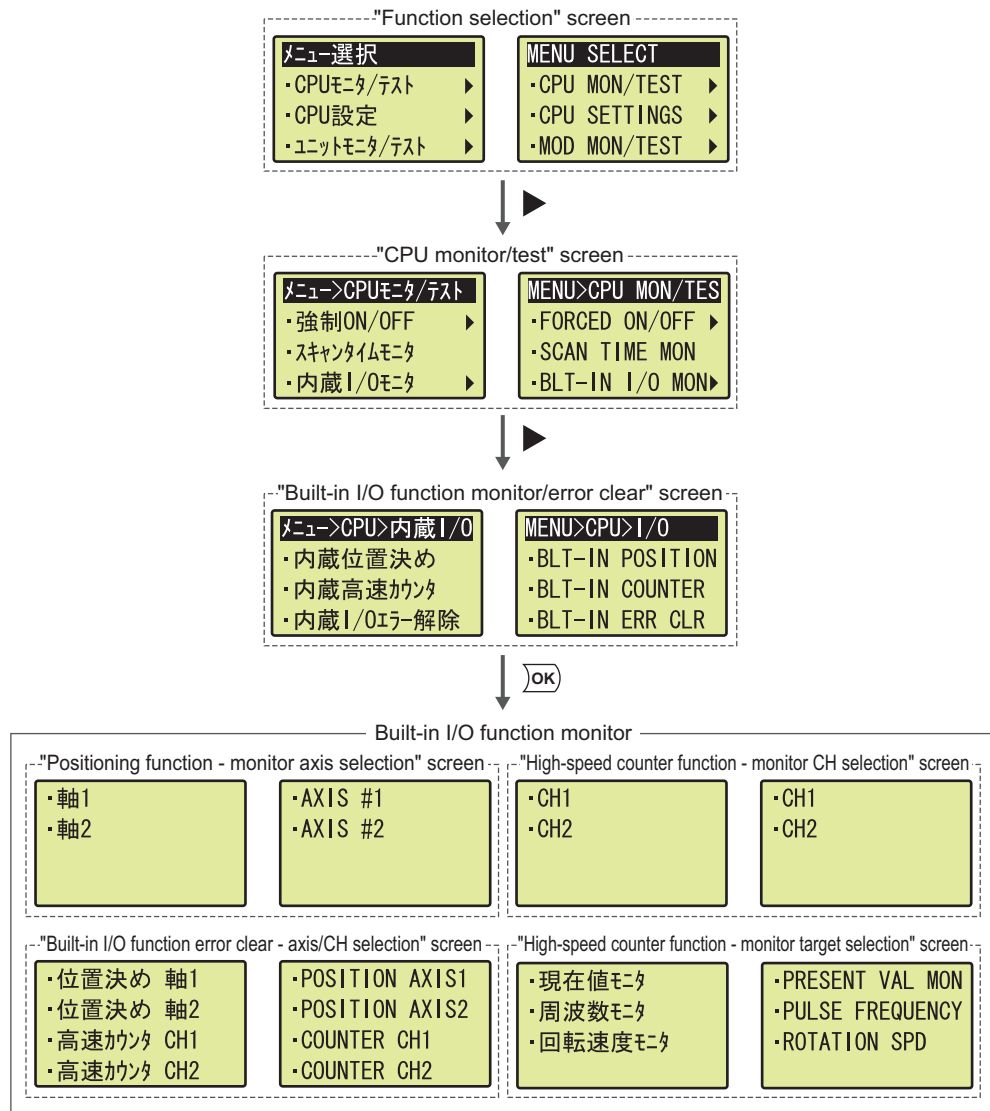 "Function selection" screen
メニュー選択
・CPUモニタ/テスト ▶
・CPU設定 ▶
・ユニットモニタ/テスト ▶
MENU SELECT
・CPU MON/TEST ▶
・CPU SETTINGS ▶
・MOD MON/TEST ▶
▶
"CPU monitor/test" screen
メニュー>CPUモニタ/テスト
・強制ON/OFF ▶
・スキャンタイムモニタ
・内蔵I/Oモニタ ▶
MENU>CPU MON/TES
・FORCED ON/OFF ▶
・SCAN TIME MON
・BLT-IN I/O MON▶
▶
"Built-in I/O function monitor/error clear" screen
メニュー>CPU>内蔵I/O
・内蔵位置決め
・内蔵高速カウンタ
・内蔵I/Oエラー解除
MENU>CPU>I/O
・BLT-IN POSITION
・BLT-IN COUNTER
・BLT-IN ERR CLR
OK
Built-in I/O function monitor
"Positioning function - monitor axis selection" screen
・軸1
・軸2
・AXIS #1
・AXIS #2
"High-speed counter function - monitor CH selection" screen
・CH1
・CH2
・CH1
・CH2
"Built-in I/O function error clear - axis/CH selection" screen
・位置決め 軸1
・位置決め 軸2
・高速カウンタ CH1
・高速カウンタ CH2
・POSITION AXIS1
・POSITION AXIS2
・COUNTER CH1
・COUNTER CH2
"High-speed counter function - monitor target selection" screen
・現在値モニタ
・周波数モニタ
・回転速度モニタ
・PRESENT VAL MON
・PULSE FREQUENCY
・ROTATION SPD